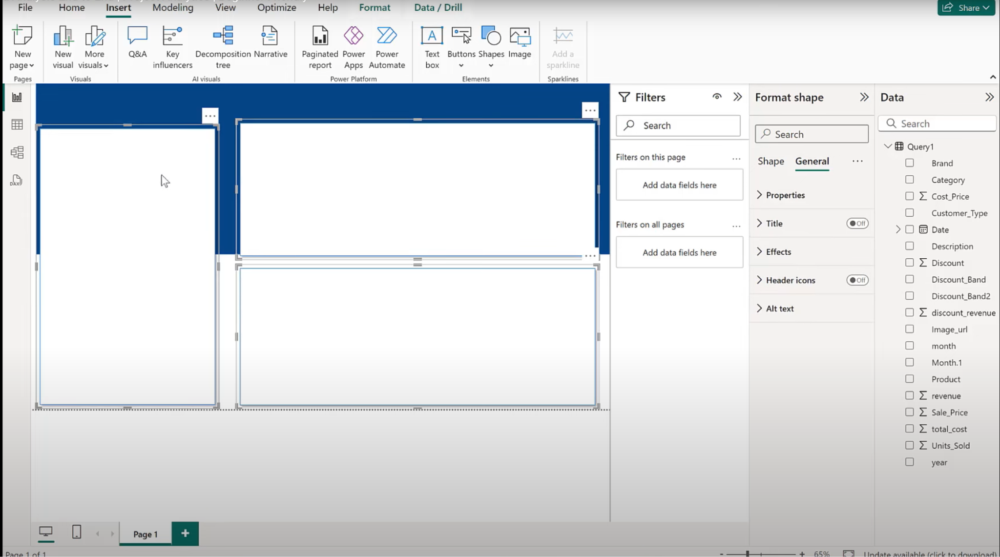 File Home Insert Modeling View Optimize Help Format Data / Drill Share
New page
New visual
More visuals
Q&A
Key influencers
Decomposition tree
Narrative
Paginated report
Power Apps
Power Automate
Text box
Buttons
Shapes
Image
Add a sparkline
Pages Visuals AI visuals Power Platform Elements Sparklines
DAX
Filters
Search
Filters on this page
Add data fields here
Filters on all pages
Add data fields here
Format shape
Search
Shape General
Properties
Title Off
Effects
Header icons Off
Alt text
Data
Search
Query1
Brand
Category
Cost_Price
Customer_Type
Date
Description
Discount
Discount_Band
Discount_Band2
discount_revenue
Image_url
month
Month.1
Product
revenue
Sale_Price
total_cost
Units_Sold
year
Page 1
Page 1 of 1
65%
Update available (click to download)